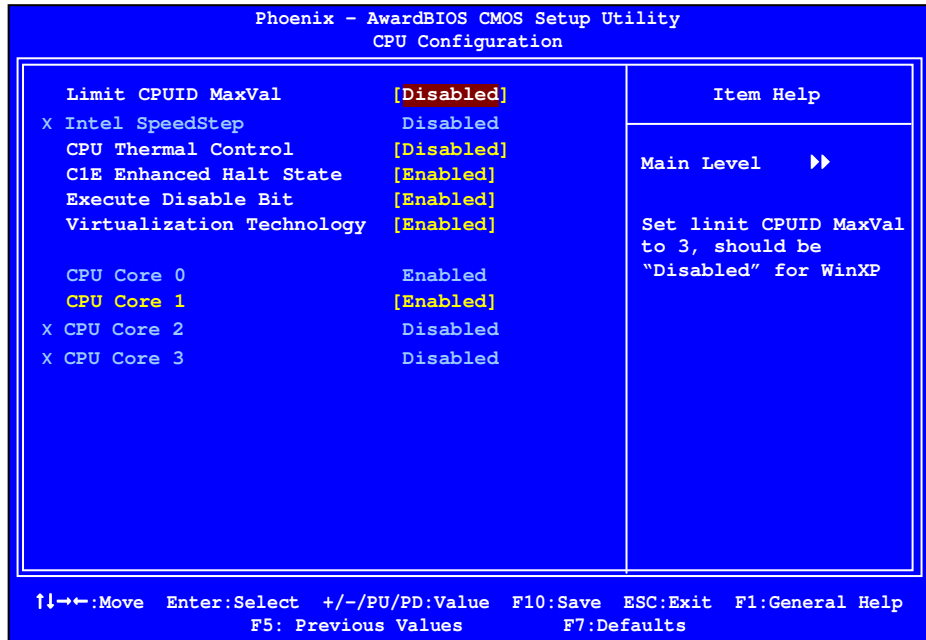 Phoenix – AwardBIOS CMOS Setup Utility
CPU Configuration
Limit CPUID MaxVal [Disabled]
X Intel SpeedStep Disabled
CPU Thermal Control [Disabled]
C1E Enhanced Halt State [Enabled]
Execute Disable Bit [Enabled]
Virtualization Technology [Enabled]
CPU Core 0 Enabled
CPU Core 1 [Enabled]
X CPU Core 2 Disabled
X CPU Core 3 Disabled
Item Help
Main Level ▶▶
Set linit CPUID MaxVal
to 3, should be
“Disabled” for WinXP
↑↓→←:Move Enter:Select +/-/PU/PD:Value F10:Save ESC:Exit F1:General Help
F5: Previous Values F7:Defaults